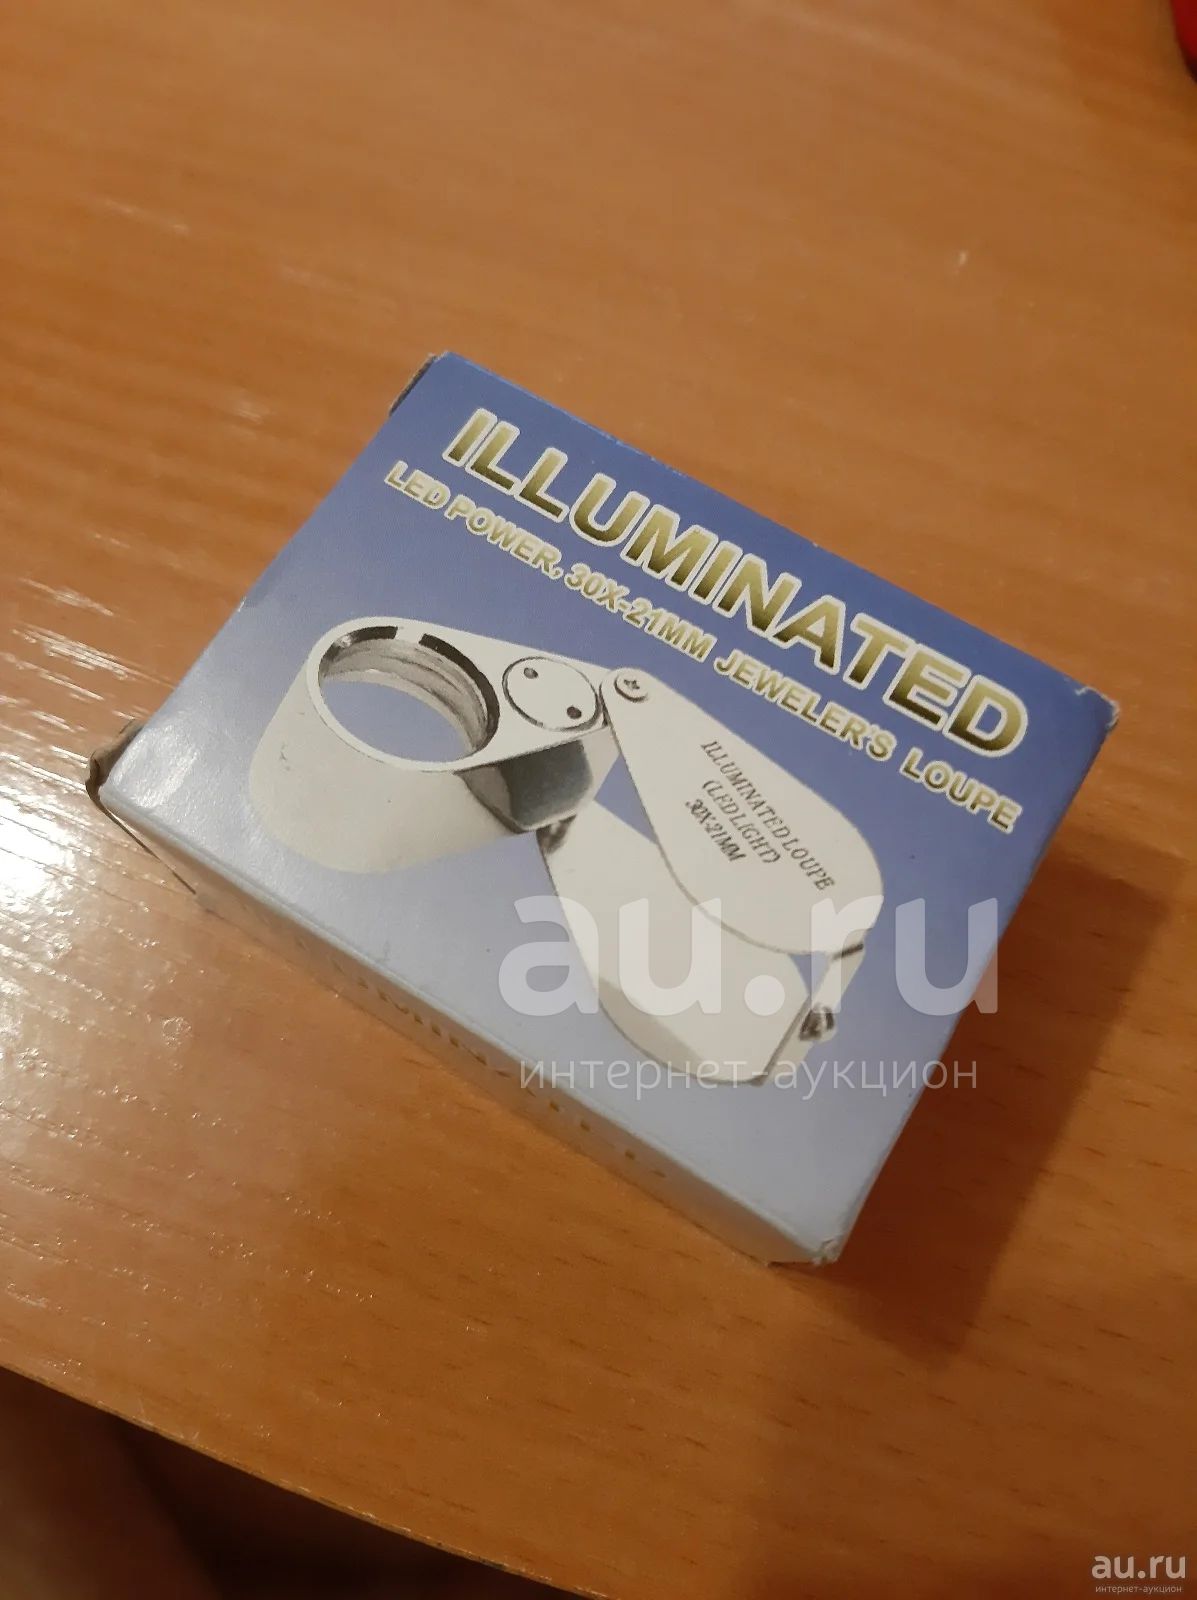 ILLUMINATED
LED POWER, 30X-21MM JEWELER'S LOUPE
ILLUMINATED LOUPE
(LED LIGHT)
30X-21MM
au.ru
интернет-аукцион
au.ru
интернет-аукцион